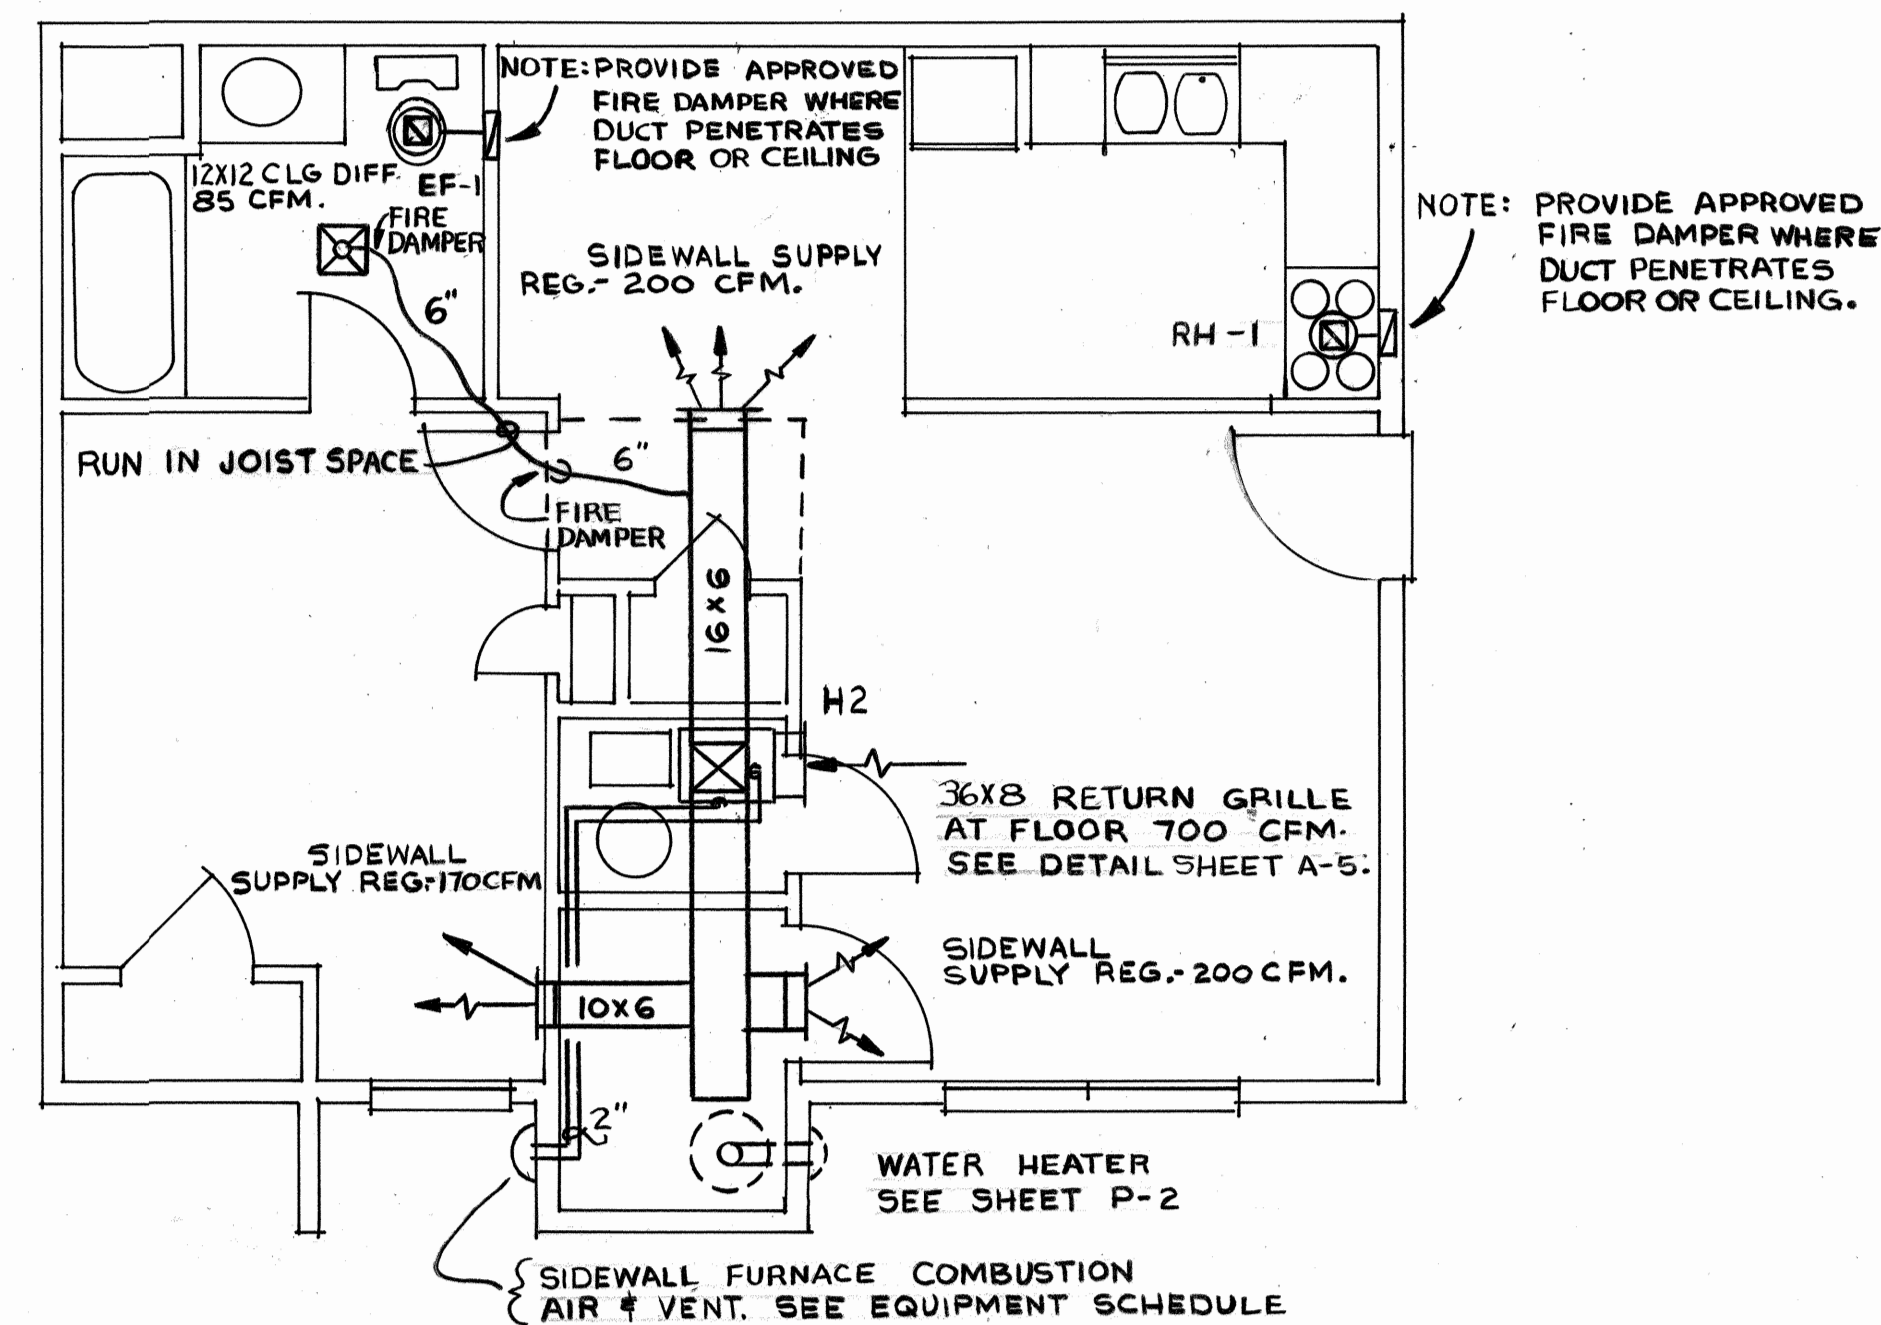 NOTE: PROVIDE APPROVED
FIRE DAMPER WHERE
DUCT PENETRATES
FLOOR OR CEILING
12X12 CLG DIFF.
85 CFM.
EF-1
FIRE
DAMPER
6"
SIDEWALL SUPPLY
REG.- 200 CFM.
NOTE: PROVIDE APPROVED
FIRE DAMPER WHERE
DUCT PENETRATES
FLOOR OR CEILING.
RH-1
RUN IN JOIST SPACE
6"
FIRE
DAMPER
16X6
H2
36X8 RETURN GRILLE
AT FLOOR 700 CFM.
SEE DETAIL SHEET A-5.
SIDEWALL
SUPPLY REG.-170CFM
SIDEWALL
SUPPLY REG.- 200 CFM.
10X6
2"
WATER HEATER
SEE SHEET P-2
SIDEWALL FURNACE COMBUSTION
AIR & VENT. SEE EQUIPMENT SCHEDULE